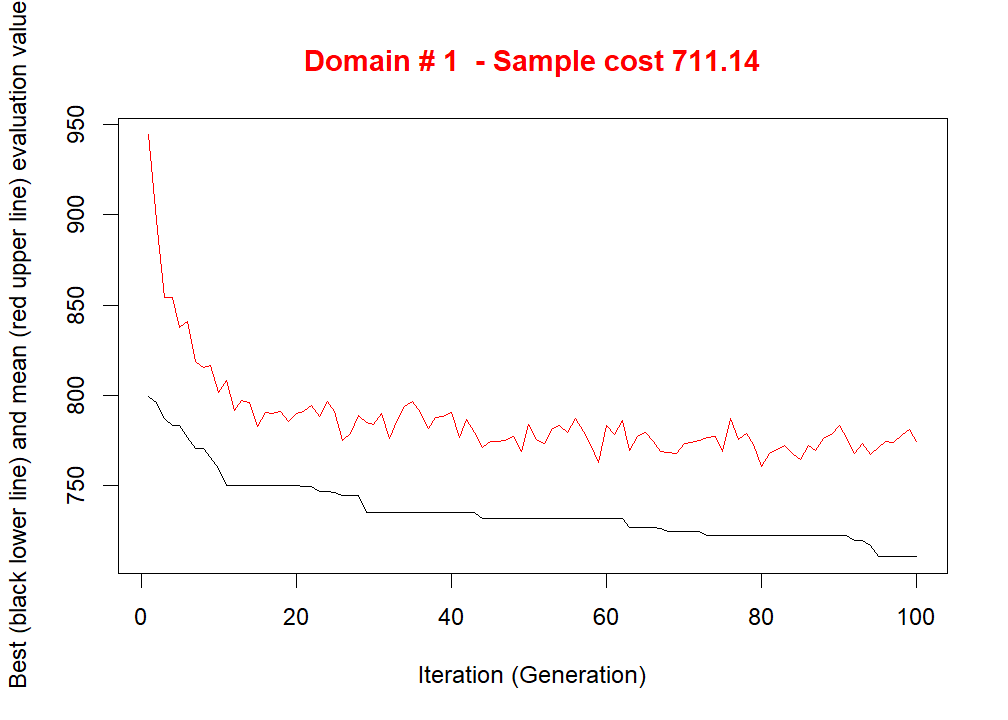 Domain # 1  - Sample cost 711.14
Best (black lower line) and mean (red upper line) evaluation value
950
900
850
800
750
0 20 40 60 80 100
Iteration (Generation)